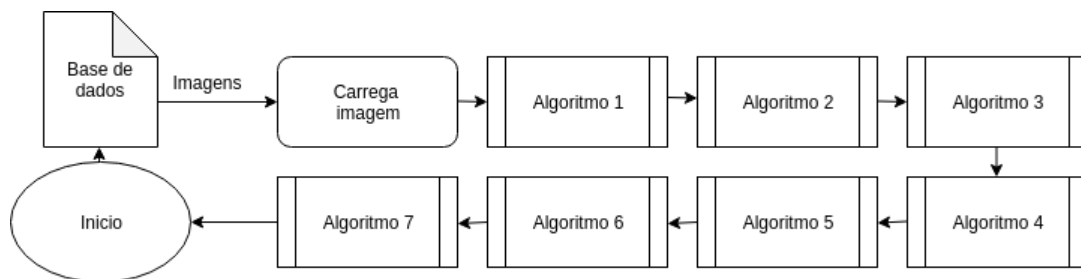 Base de
dados
Imagens
Carrega
imagem
Algoritmo 1
Algoritmo 2
Algoritmo 3
Inicio
Algoritmo 7
Algoritmo 6
Algoritmo 5
Algoritmo 4